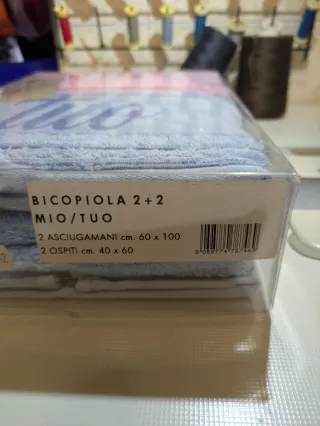 BICOPIOLA 2+2
MIO/TUO
2 ASCIUGAMANI cm. 60 x 100
2 OSPITI cm. 40 x 60